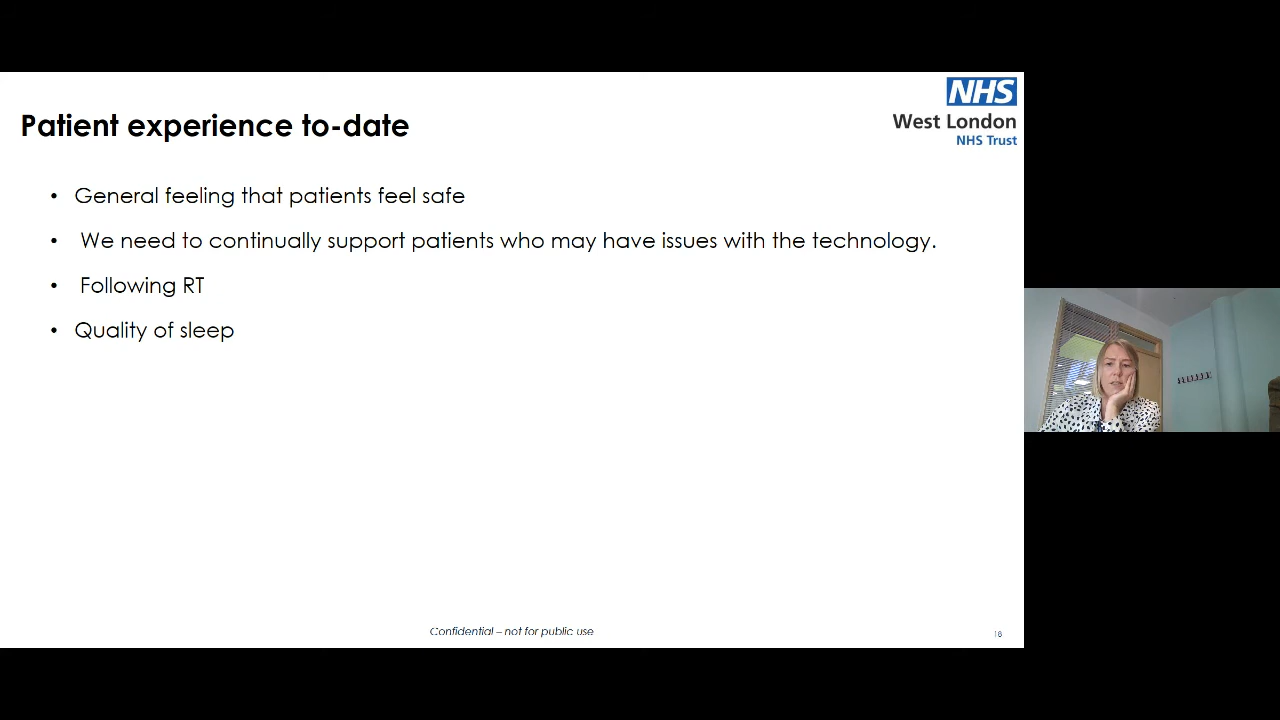 NHS
West London
NHS Trust
Patient experience to-date
• General feeling that patients feel safe
• We need to continually support patients who may have issues with the technology.
• Following RT
• Quality of sleep
Confidential – not for public use
18